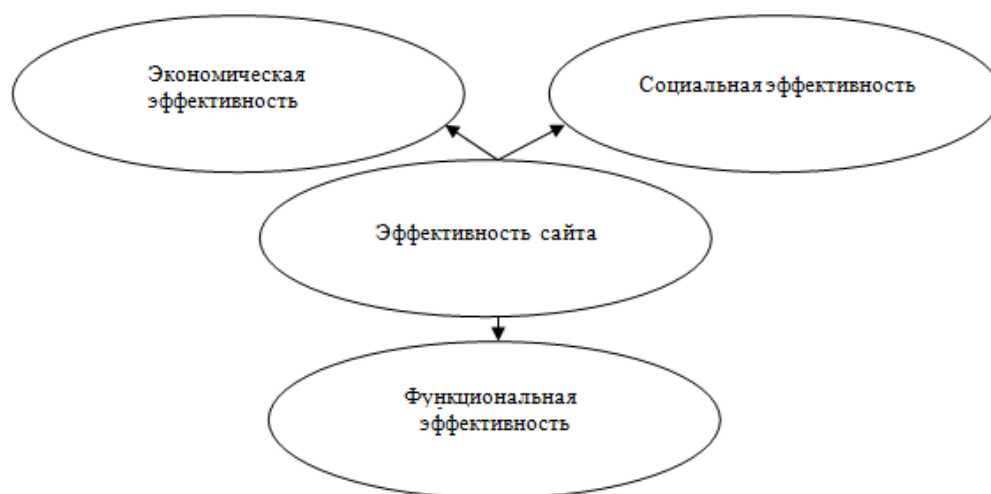 Экономическая
эффективность
Социальная эффективность
Эффективность сайта
Функциональная
эффективность